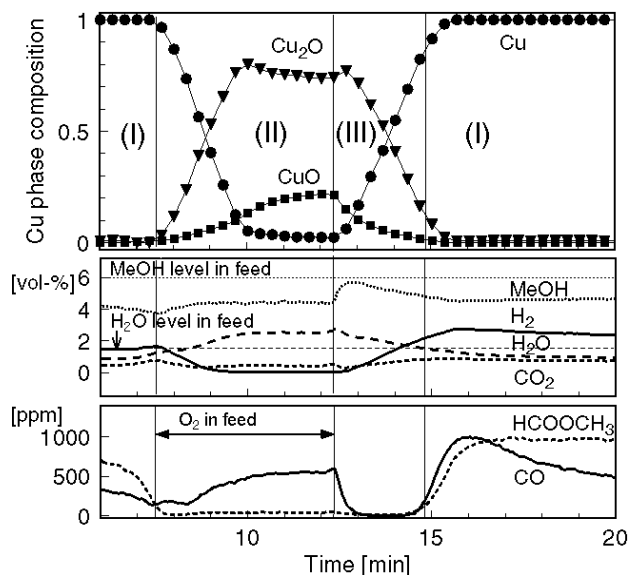 1
Cu₂O
Cu
0.5
(I)
(II)
(III)
(I)
CuO
0
Cu phase composition
[vol-%]
6
MeOH level in feed
MeOH
4
H₂O level in feed
H₂
2
H₂O
0
CO₂
[ppm]
O₂ in feed
HCOOCH₃
1000
CO
500
0
10
15
20
Time [min]